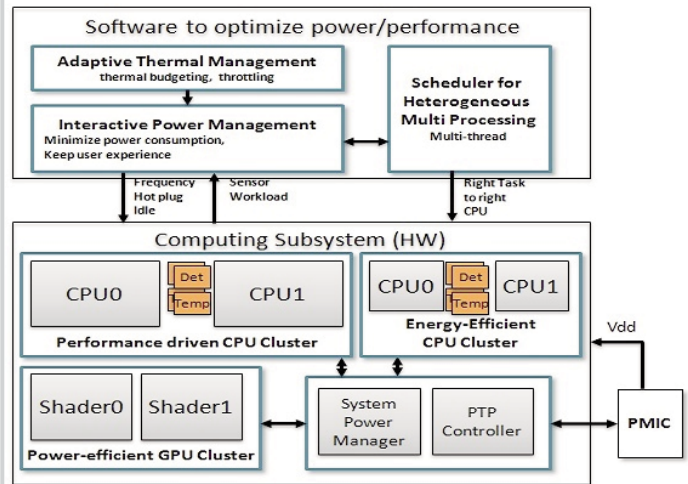 Software to optimize power/performance
Adaptive Thermal Management
thermal budgeting, throttling
Interactive Power Management
Minimize power consumption,
Keep user experience
Scheduler for
Heterogeneous
Multi Processing
Multi-thread
Frequency
Hot plug
Idle
Sensor
Workload
Right Task
to right
CPU
Computing Subsystem (HW)
CPU0
Det
Temp
CPU1
Performance driven CPU Cluster
CPU0
Det
Temp
CPU1
Energy-Efficient
CPU Cluster
Vdd
Shader0
Shader1
Power-efficient GPU Cluster
System
Power
Manager
PTP
Controller
PMIC